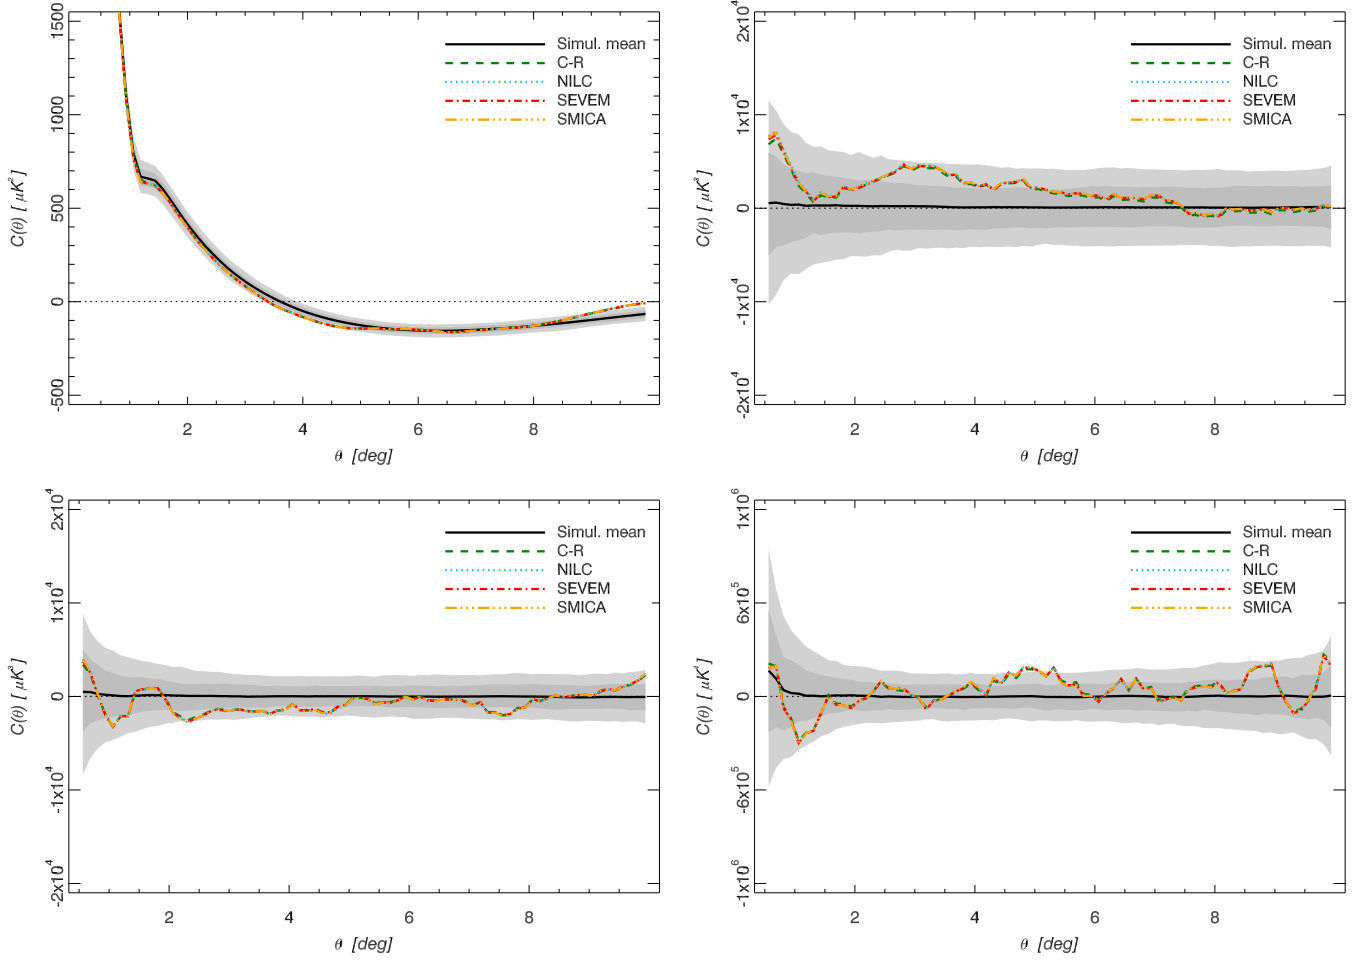 C(θ) [ μK² ]
1500
1000
500
0
-500
Simul. mean
C-R
NILC
SEVEM
SMICA
2 4 6 8
θ [deg]
C(θ) [ μK³ ]
2x10⁴
1x10⁴
0
-1x10⁴
-2x10⁴
Simul. mean
C-R
NILC
SEVEM
SMICA
2 4 6 8
θ [deg]
C(θ) [ μK³ ]
2x10⁴
1x10⁴
0
-1x10⁴
-2x10⁴
Simul. mean
C-R
NILC
SEVEM
SMICA
2 4 6 8
θ [deg]
C(θ) [ μK⁴ ]
1x10⁶
6x10⁵
0
-6x10⁵
-1x10⁶
Simul. mean
C-R
NILC
SEVEM
SMICA
2 4 6 8
θ [deg]